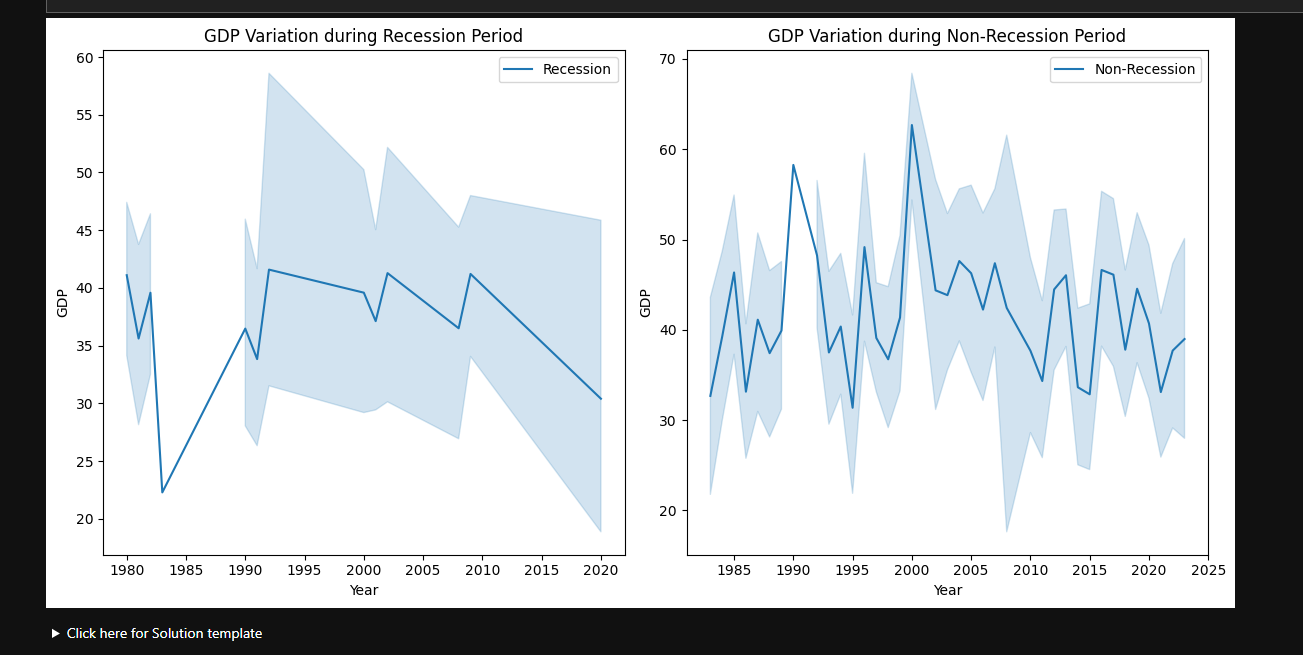 GDP Variation during Recession Period
60
55
50
45
40
35
30
25
20
GDP
Recession
1980 1985 1990 1995 2000 2005 2010 2015 2020
Year
GDP Variation during Non-Recession Period
70
60
50
40
30
20
GDP
Non-Recession
1985 1990 1995 2000 2005 2010 2015 2020 2025
Year
▶ Click here for Solution template